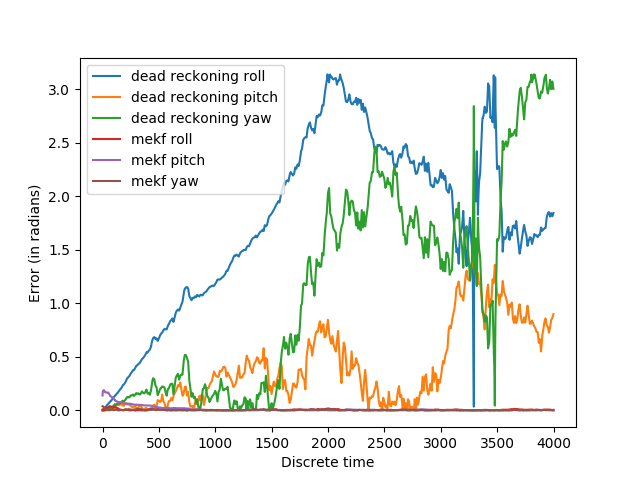 dead reckoning roll
dead reckoning pitch
dead reckoning yaw
mekf roll
mekf pitch
mekf yaw
3.0
2.5
2.0
1.5
1.0
0.5
0.0
Error (in radians)
0 500 1000 1500 2000 2500 3000 3500 4000
Discrete time